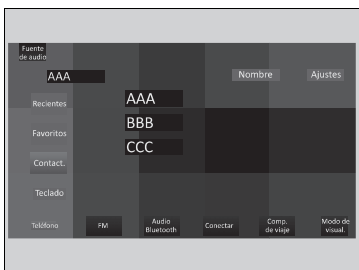 Fuente
de audio
AAA
Nombre
Ajustes
Recientes
AAA
Favoritos
BBB
Contact.
CCC
Teclado
Teléfono
FM
Audio
Bluetooth
Conectar
Comp.
de viaje
Modo de
visual.